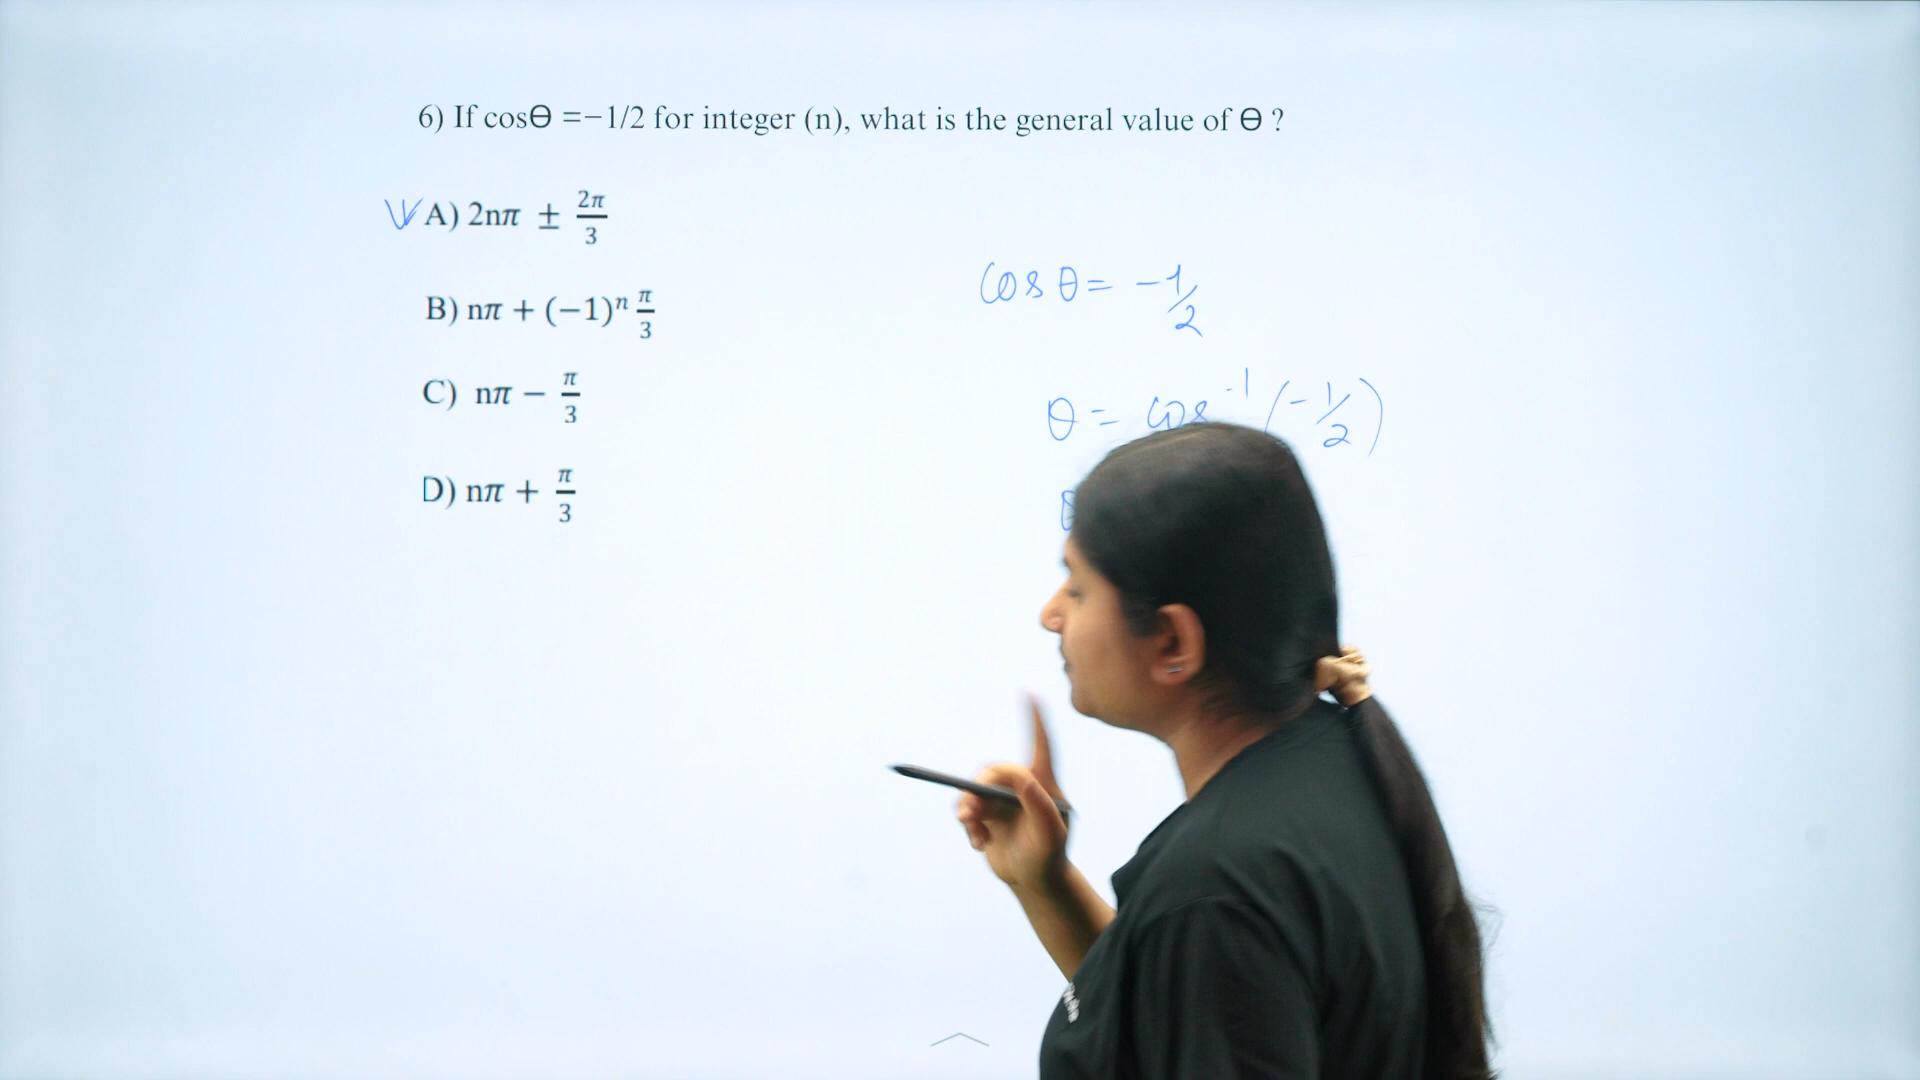 6) If cosӨ =−1/2 for integer (n), what is the general value of Ө ?
A) 2nπ ± 2π/3
B) nπ + (−1)ⁿ π/3
C) nπ − π/3
D) nπ + π/3
cos θ = -1/2
θ = cos⁻¹ (-1/2)
θ